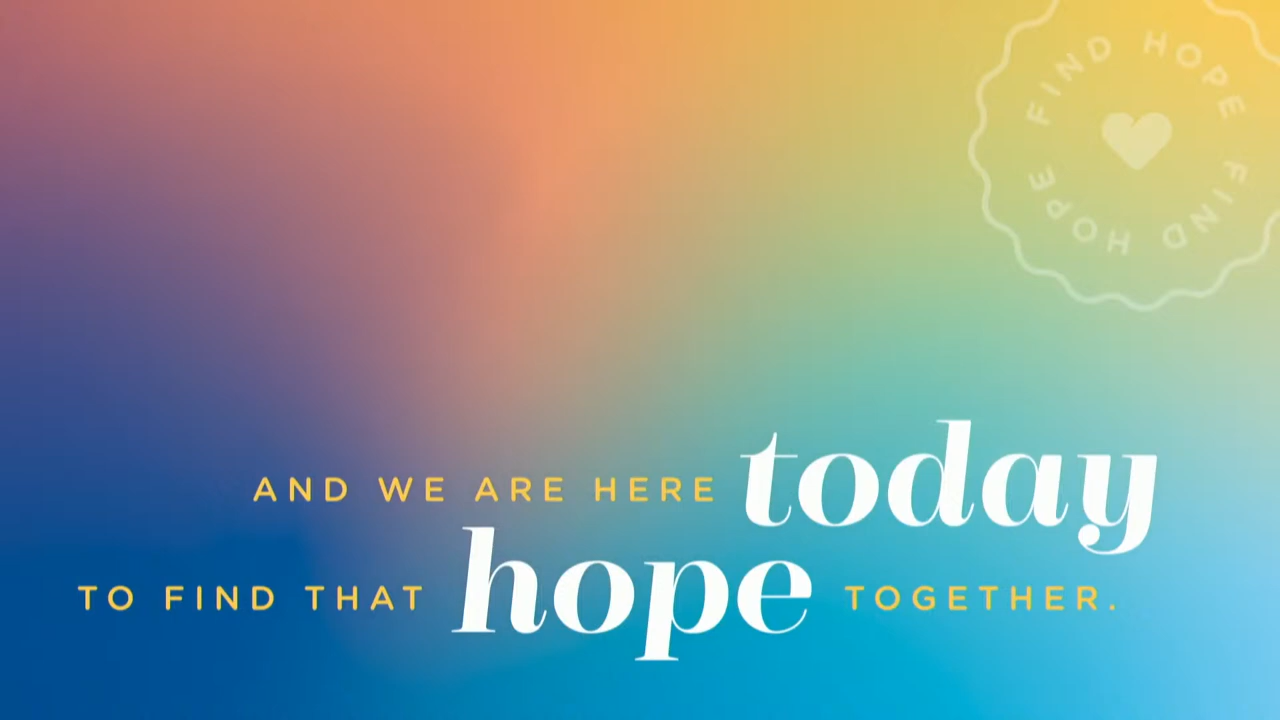 FIND HOPE FIND HOPE
AND WE ARE HERE today
TO FIND THAT hope TOGETHER.